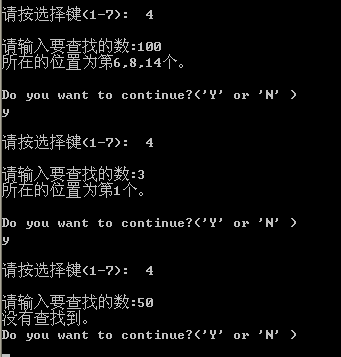 请按选择键(1-7):  4
请输入要查找的数:100
所在的位置为第6,8,14个。
Do you want to continue?('Y' or 'N' )
y
请按选择键(1-7):  4
请输入要查找的数:3
所在的位置为第1个。
Do you want to continue?('Y' or 'N' )
y
请按选择键(1-7):  4
请输入要查找的数:50
没有查找到。
Do you want to continue?('Y' or 'N' )